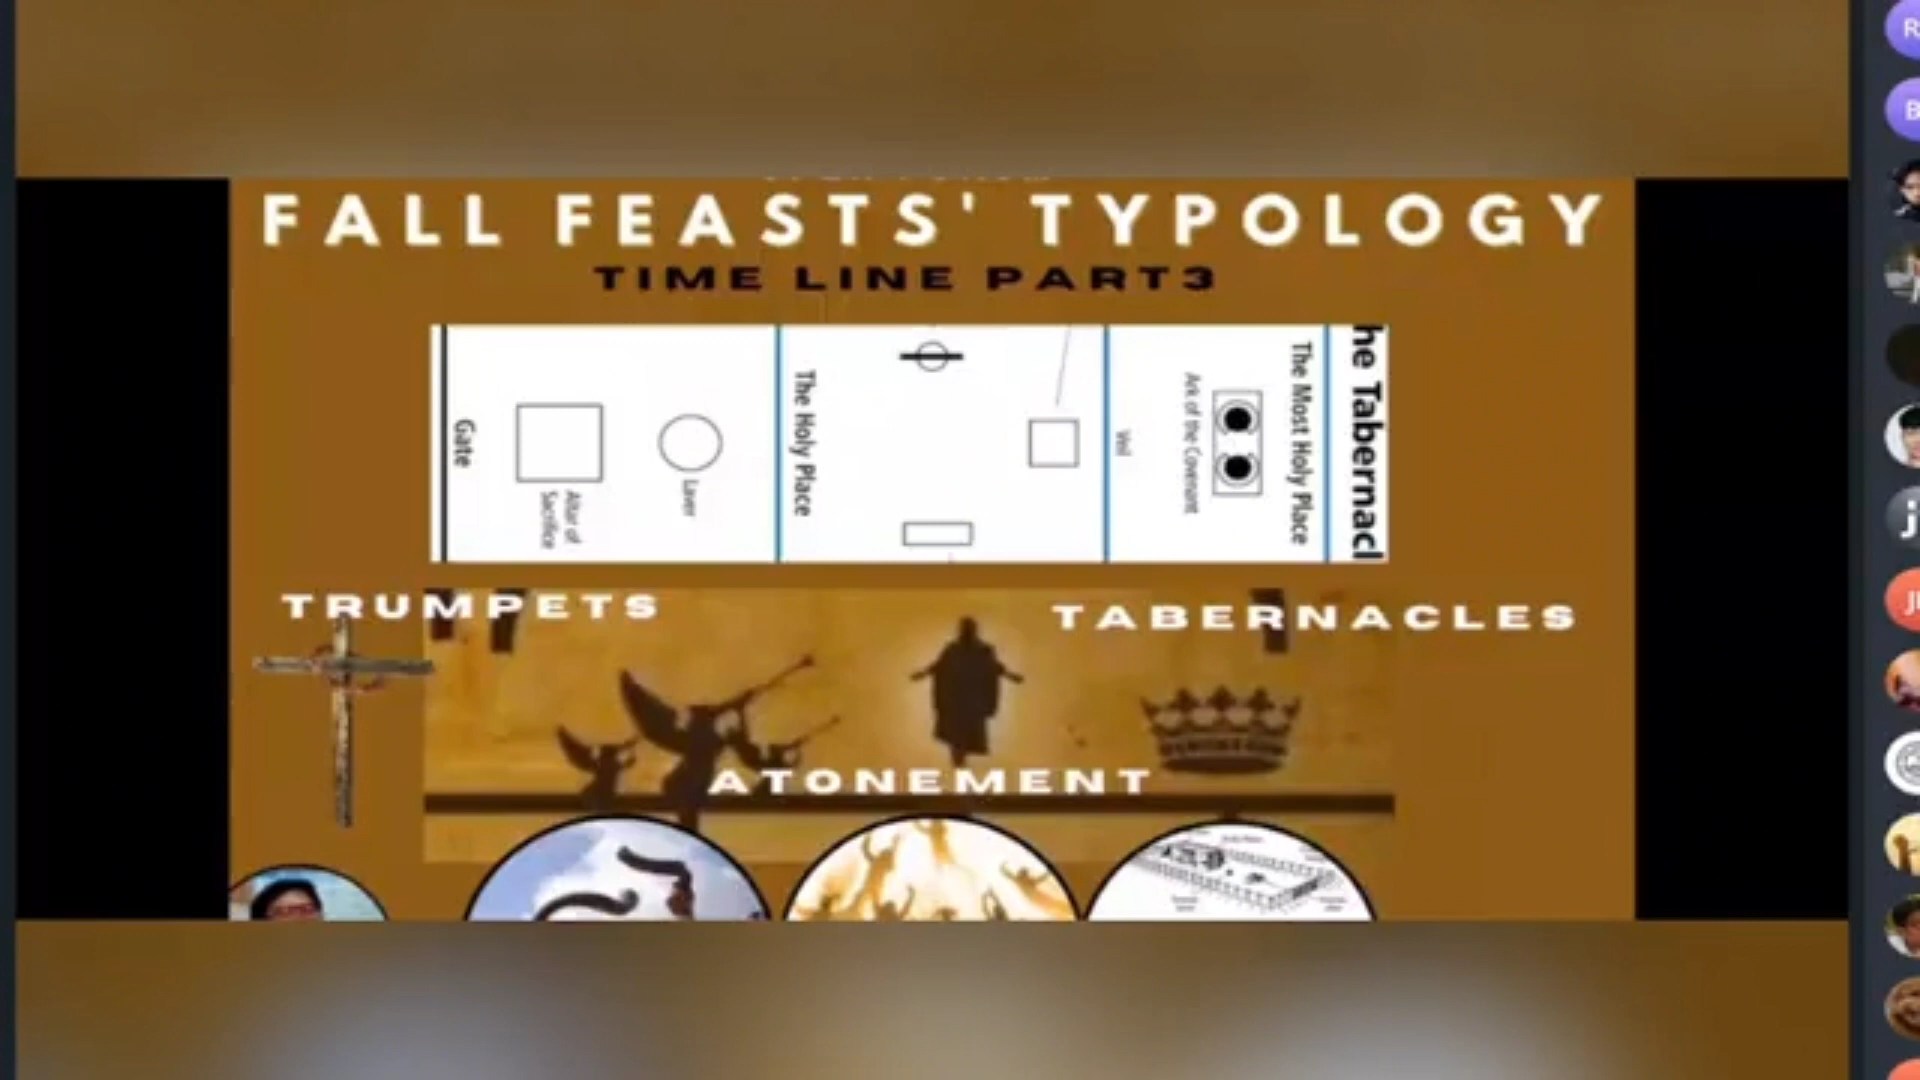 FALL FEASTS' TYPOLOGY
TIME LINE PART3
Gate
Altar of
Sacrifice
Laver
The Holy Place
Veil
Ark of the Covenant
The Most Holy Place
he Tabernacl
TRUMPETS
TABERNACLES
ATONEMENT
R
B
j